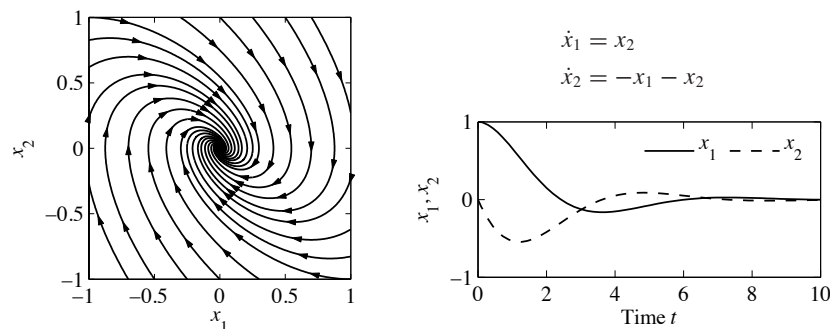 1
0.5
0
−0.5
−1
−1 −0.5 0 0.5 1
x₁
x₂
ẋ₁ = x₂
ẋ₂ = −x₁ − x₂
1
0
−1
x₁, x₂
x₁ x₂
0 2 4 6 8 10
Time t